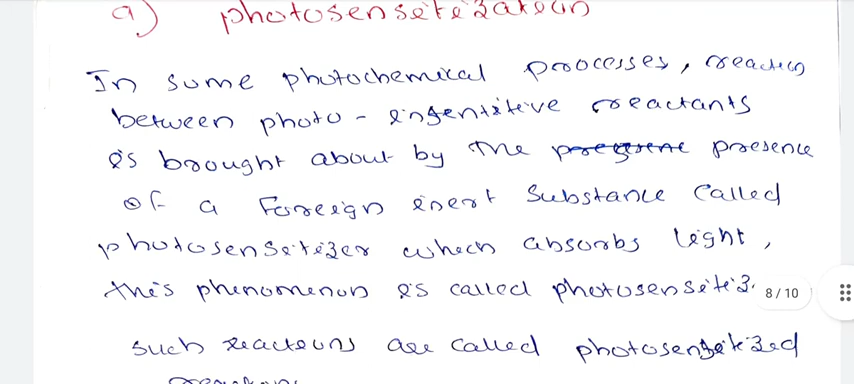 a) photosensitization
In some photochemical processes, reaction
between photo - insensitive reactants
is brought about by the presence
of a foreign inert substance called
photosensitizer which absorbs light,
this phenomenon is called photosensitiz.
8 / 10
such reactions are called photosensitized